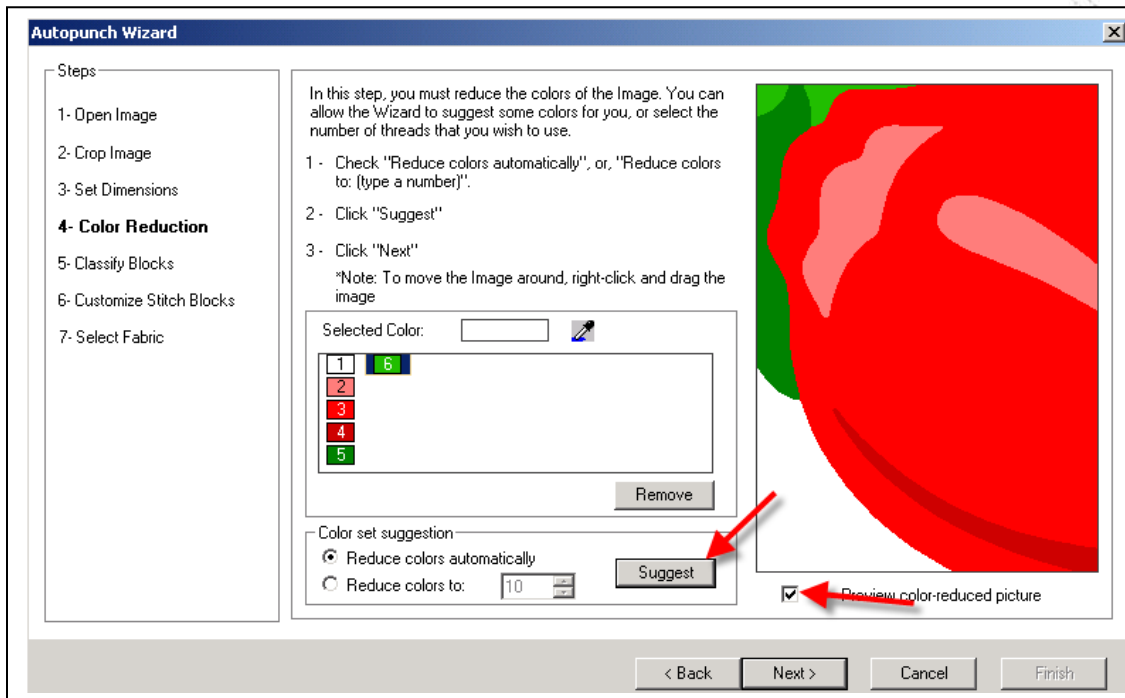 Autopunch Wizard
Steps
1- Open Image
2- Crop Image
3- Set Dimensions
4- Color Reduction
5- Classify Blocks
6- Customize Stitch Blocks
7- Select Fabric
In this step, you must reduce the colors of the Image. You can
allow the Wizard to suggest some colors for you, or select the
number of threads that you wish to use.
1 - Check "Reduce colors automatically", or, "Reduce colors
to: (type a number)".
2 - Click "Suggest"
3 - Click "Next"
*Note: To move the Image around, right-click and drag the
image
Selected Color:
1 6
2
3
4
5
Remove
Color set suggestion
Reduce colors automatically
Reduce colors to: 10
Suggest
Preview color-reduced picture
< Back Next > Cancel Finish